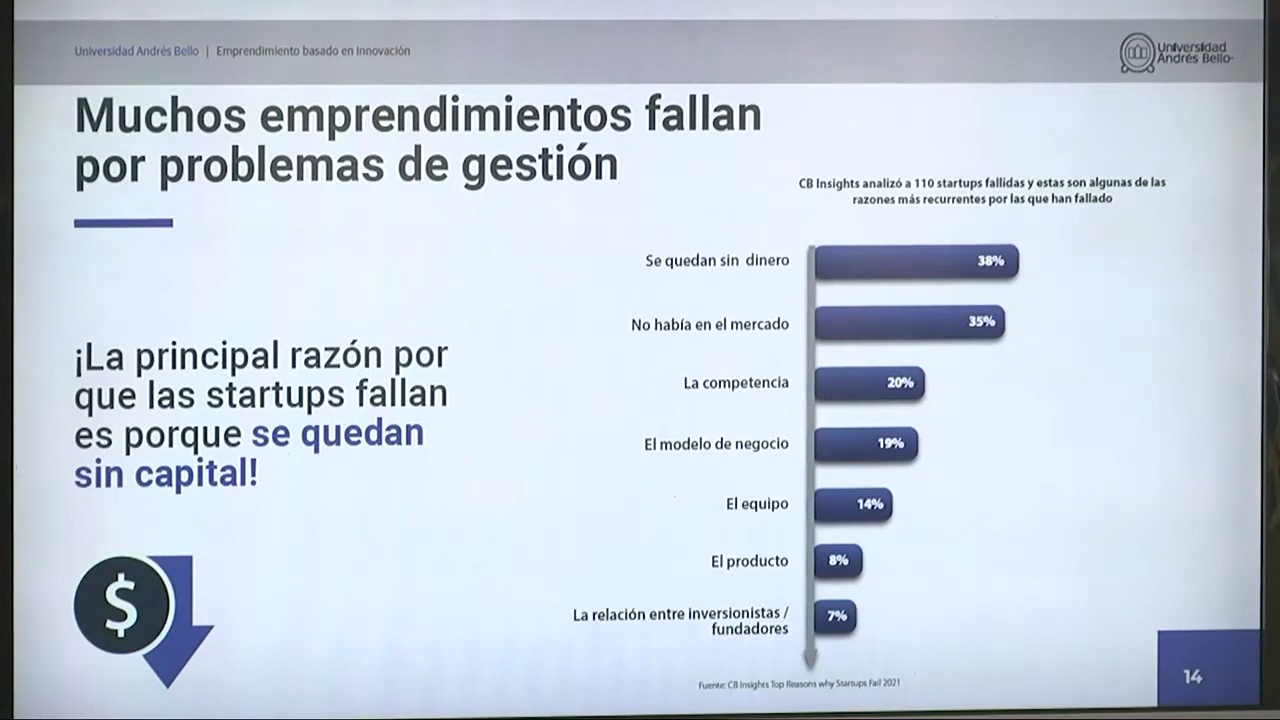 Universidad Andrés Bello | Emprendimiento basado en Innovación
Universidad
Andrés Bello
Muchos emprendimientos fallan
por problemas de gestión
CB Insights analizó a 110 startups fallidas y estas son algunas de las
razones más recurrentes por las que han fallado
¡La principal razón por
que las startups fallan
es porque se quedan
sin capital!
$
Se quedan sin dinero 38%
No había en el mercado 35%
La competencia 20%
El modelo de negocio 19%
El equipo 14%
El producto 8%
La relación entre inversionistas /
fundadores 7%
Fuente: CB Insights Top Reasons why Startups Fail 2021
14